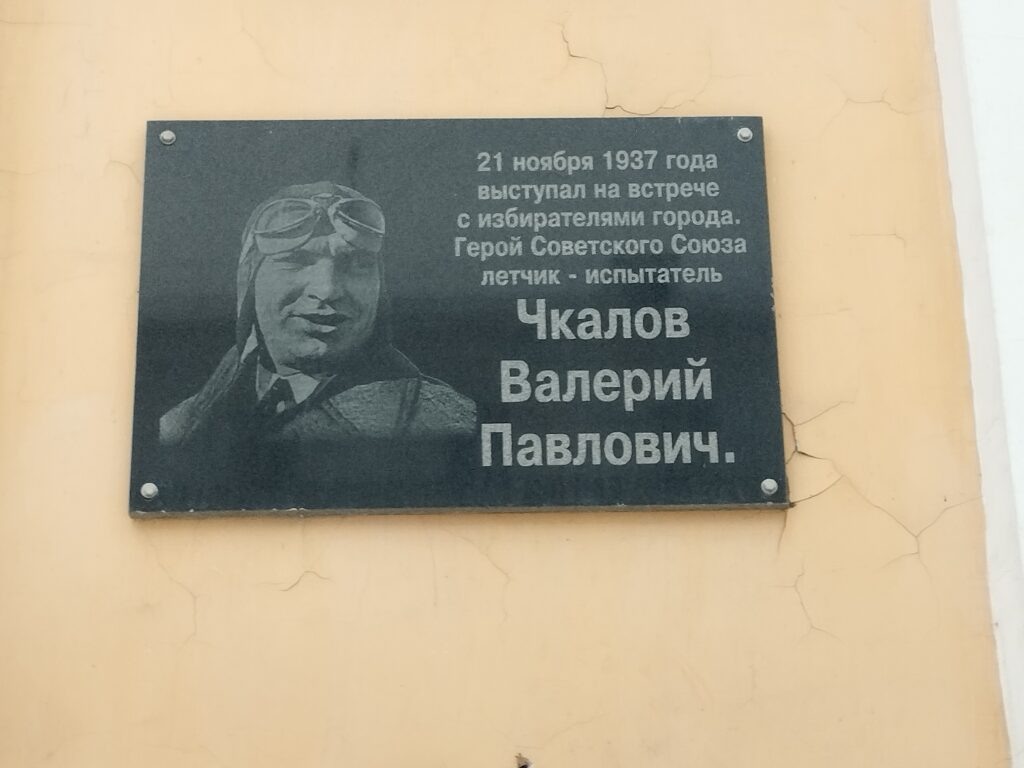 21 ноября 1937 года
выступал на встрече
с избирателями города.
Герой Советского Союза
летчик - испытатель
Чкалов
Валерий
Павлович.